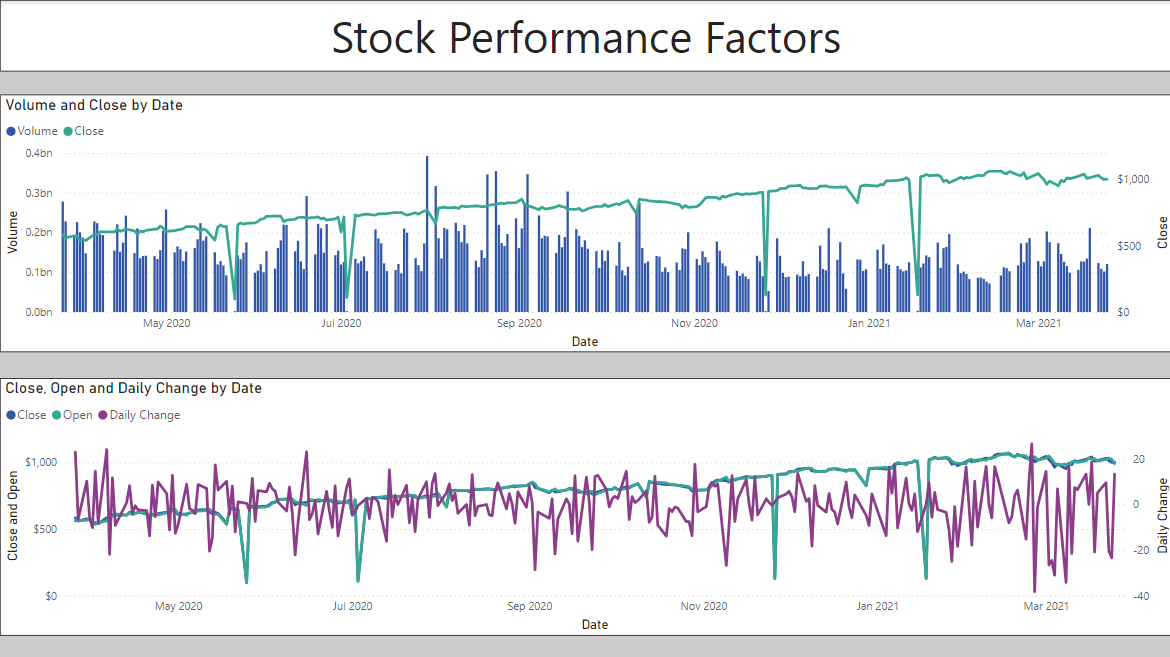 Stock Performance Factors
Volume and Close by Date
Volume Close
0.4bn
0.3bn
0.2bn
0.1bn
0.0bn
Volume
$1,000
$500
$0
Close
May 2020 Jul 2020 Sep 2020 Nov 2020 Jan 2021 Mar 2021
Date
Close, Open and Daily Change by Date
Close Open Daily Change
$1,000
$500
$0
Close and Open
20
0
-20
-40
Daily Change
May 2020 Jul 2020 Sep 2020 Nov 2020 Jan 2021 Mar 2021
Date